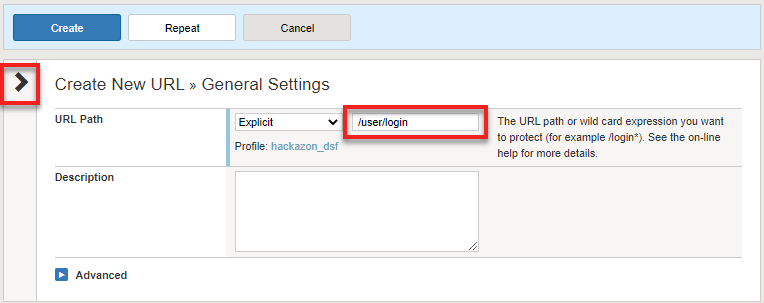 Create Repeat Cancel
Create New URL » General Settings
URL Path Explicit /user/login The URL path or wild card expression you want
to protect (for example /login*). See the on-line
Profile: hackazon_dsf help for more details.
Description
Advanced